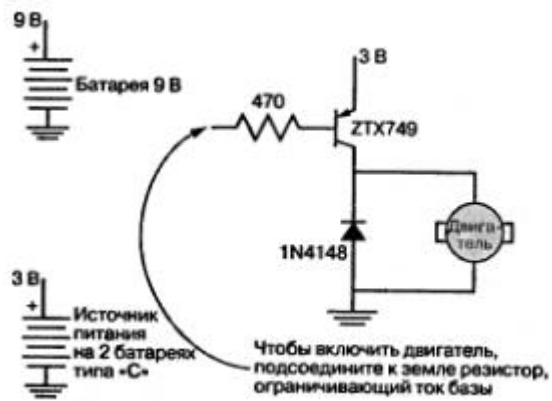 9 В
+
Батарея 9 В
3 В
470
ZTX749
Двига-
тель
1N4148
3 В
+
Источник
питания
на 2 батареях
типа «С»
Чтобы включить двигатель,
подсоедините к земле резистор,
ограничивающий ток базы